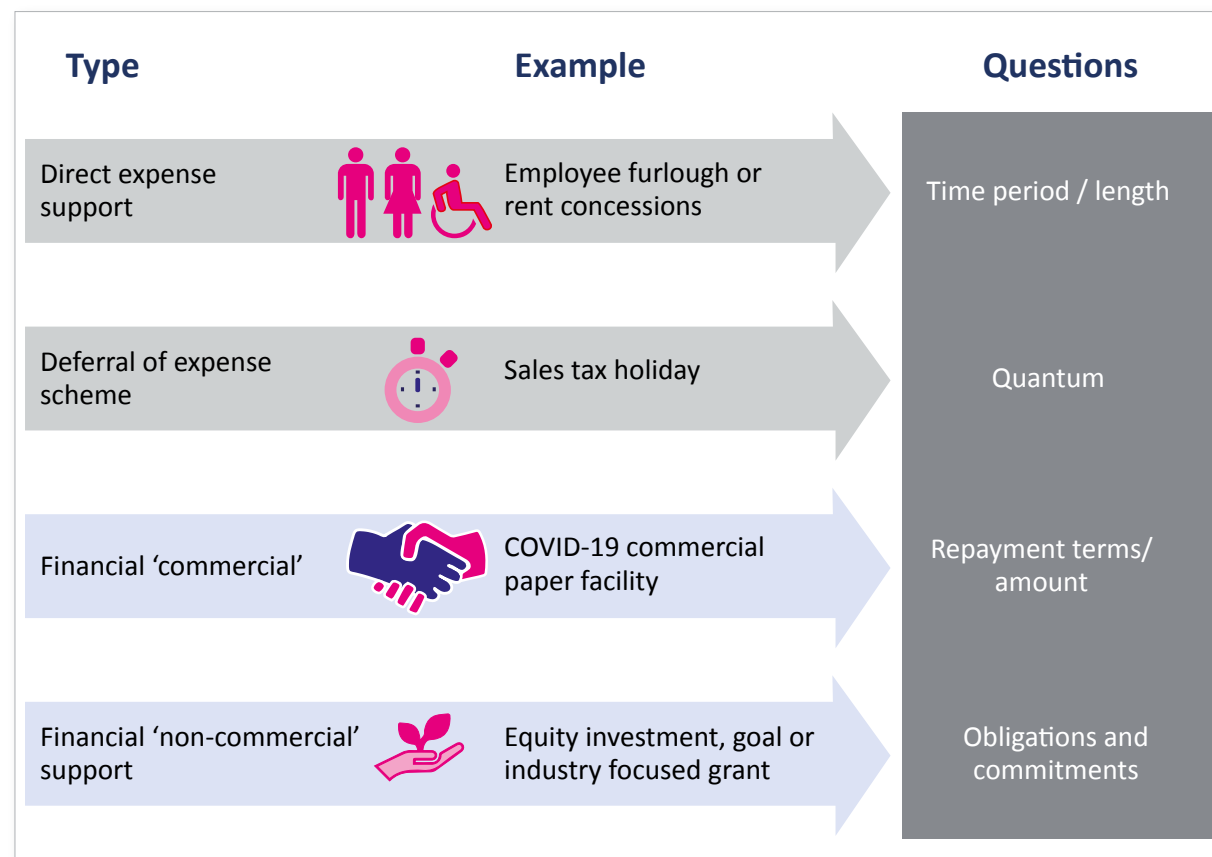 Type
Example
Questions
Direct expense
support
Employee furlough or
rent concessions
Time period / length
Deferral of expense
scheme
Sales tax holiday
Quantum
Financial ‘commercial’
COVID-19 commercial
paper facility
Repayment terms/
amount
Financial ‘non-commercial’
support
Equity investment, goal or
industry focused grant
Obligations and
commitments